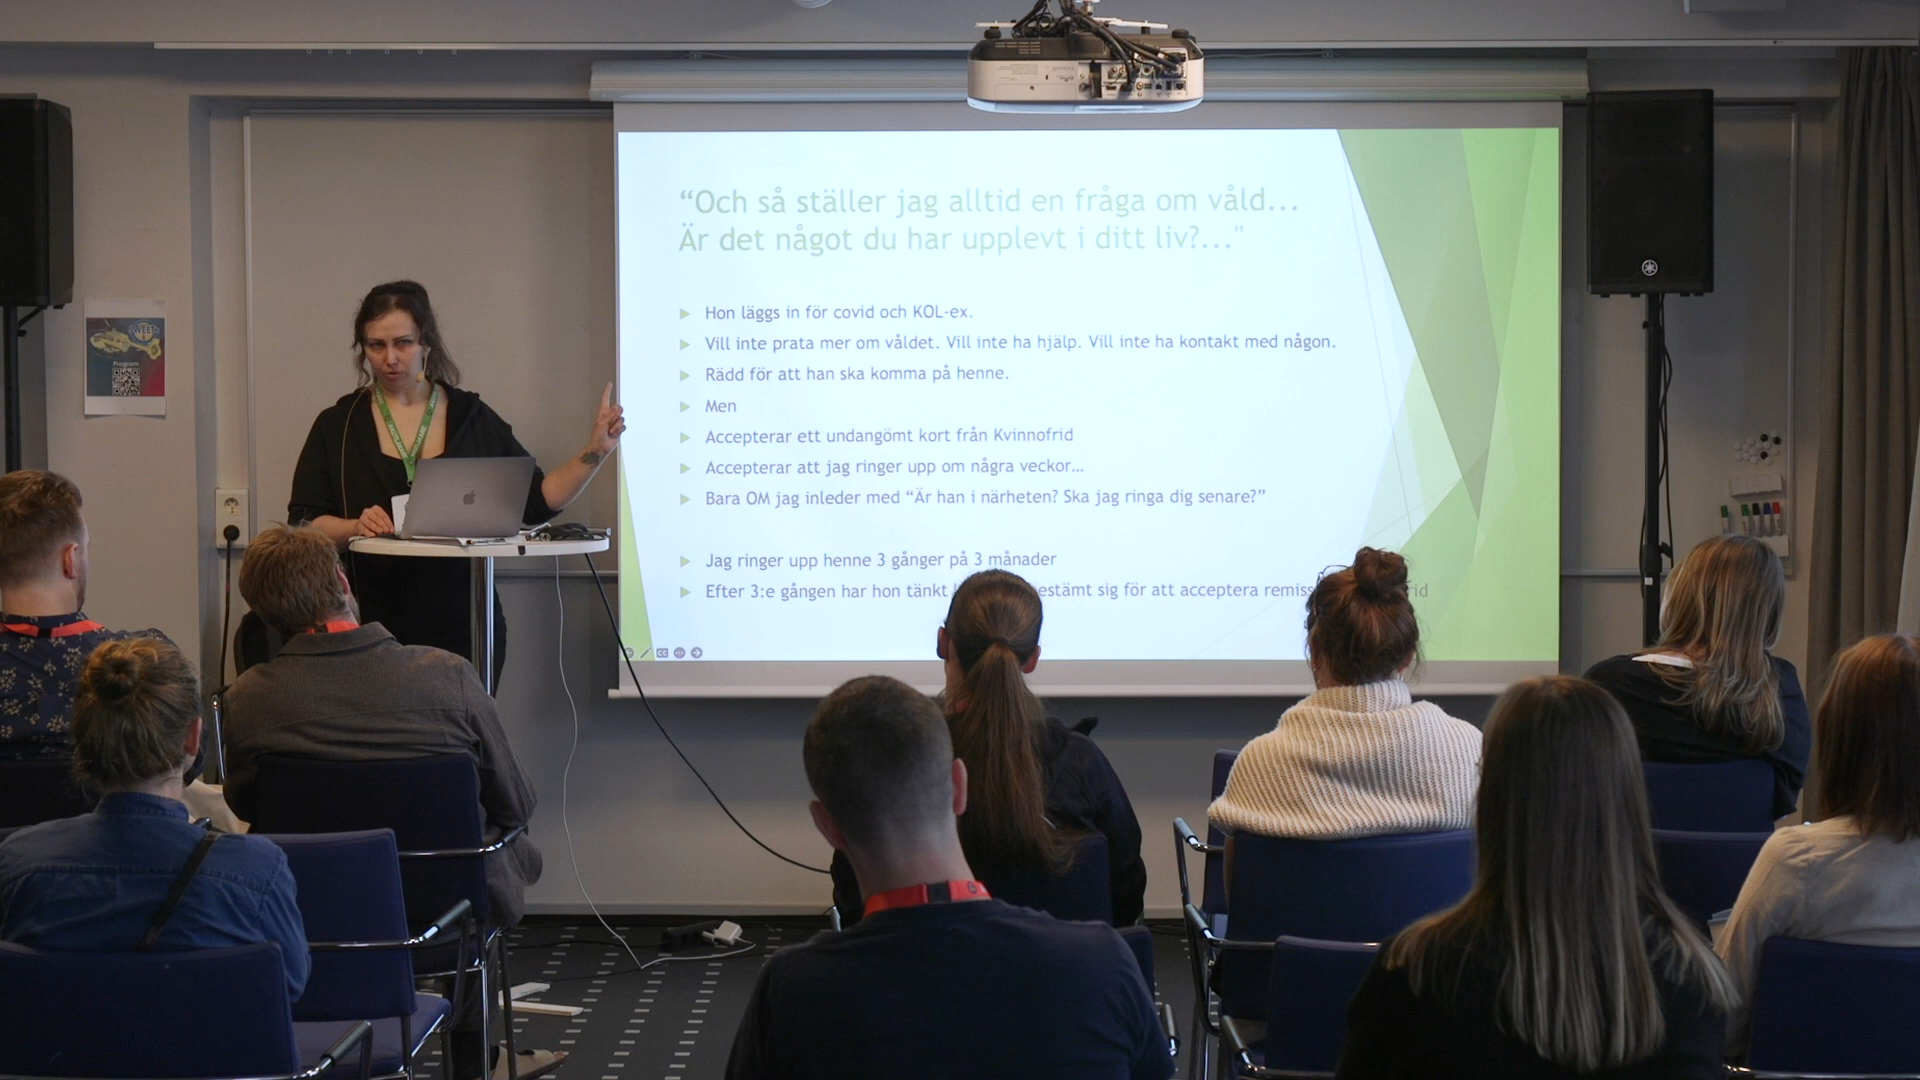 “Och så ställer jag alltid en fråga om våld...
Är det något du har upplevt i ditt liv?..."
Hon läggs in för covid och KOL-ex.
Vill inte prata mer om våldet. Vill inte ha hjälp. Vill inte ha kontakt med någon.
Rädd för att han ska komma på henne.
Men
Accepterar ett undangömt kort från Kvinnofrid
Accepterar att jag ringer upp om några veckor…
Bara OM jag inleder med “Är han i närheten? Ska jag ringa dig senare?”
Jag ringer upp henne 3 gånger på 3 månader
Efter 3:e gången har hon tänkt estämt sig för att acceptera remiss
Program